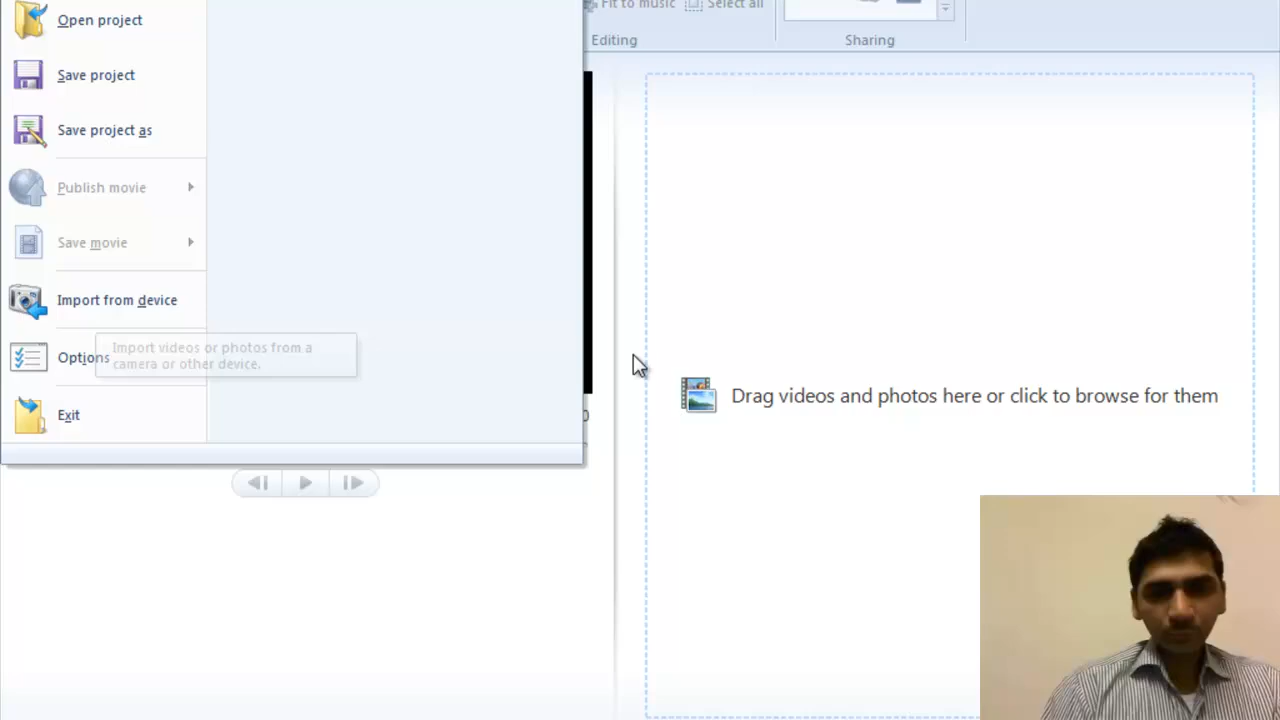 Fit to music
Select all
Editing
Sharing
Open project
Save project
Save project as
Publish movie
Save movie
Import from device
Options
Import videos or photos from a
camera or other device.
Exit
Drag videos and photos here or click to browse for them